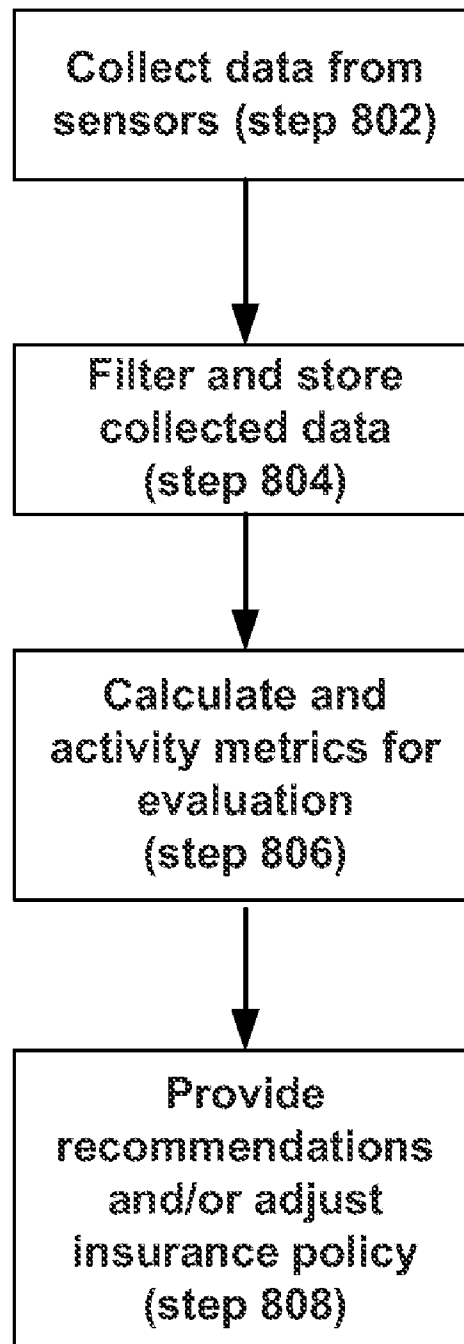 Collect data from
sensors (step 802)
Filter and store
collected data
(step 804)
Calculate and
activity metrics for
evaluation
(step 806)
Provide
recommendations
and/or adjust
insurance policy
(step 808)